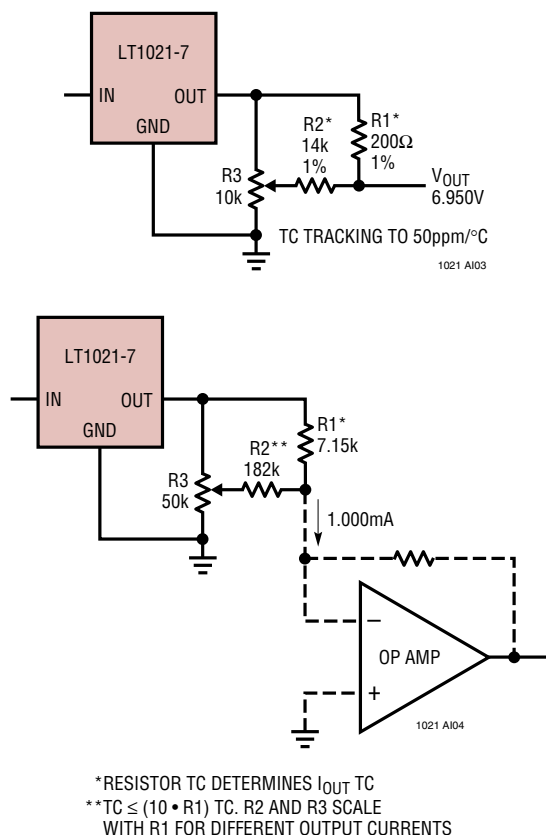 LT1021-7
IN
OUT
GND
R3
10k
R2*
14k
1%
R1*
200Ω
1%
VOUT
6.950V
TC TRACKING TO 50ppm/°C
1021 AI03
LT1021-7
IN
OUT
GND
R3
50k
R2**
182k
R1*
7.15k
1.000mA
–
OP AMP
+
1021 AI04
*RESISTOR TC DETERMINES IOUT TC
**TC ≤ (10 • R1) TC. R2 AND R3 SCALE
WITH R1 FOR DIFFERENT OUTPUT CURRENTS